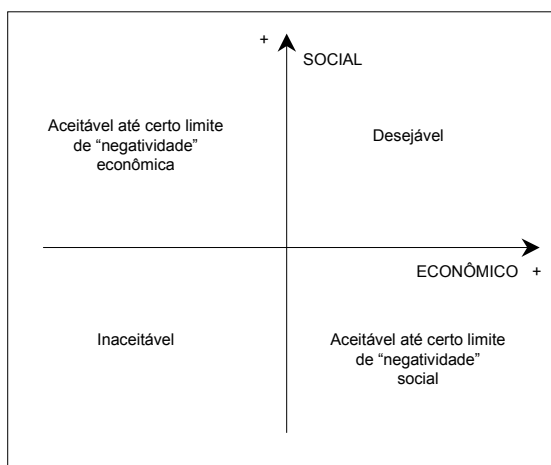 +
SOCIAL
Aceitável até certo limite
de “negatividade”
econômica
Desejável
ECONÔMICO +
Inaceitável
Aceitável até certo limite
de “negatividade”
social